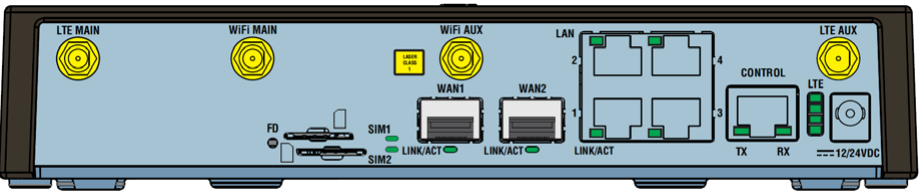 LTE MAIN
WiFi MAIN
WiFi AUX
LAN
LTE AUX
LASER
CLASS
1
2
4
CONTROL
LTE
WAN1
WAN2
1
3
FD
SIM1
SIM2
LINK/ACT
LINK/ACT
LINK/ACT
TX
RX
12/24VDC